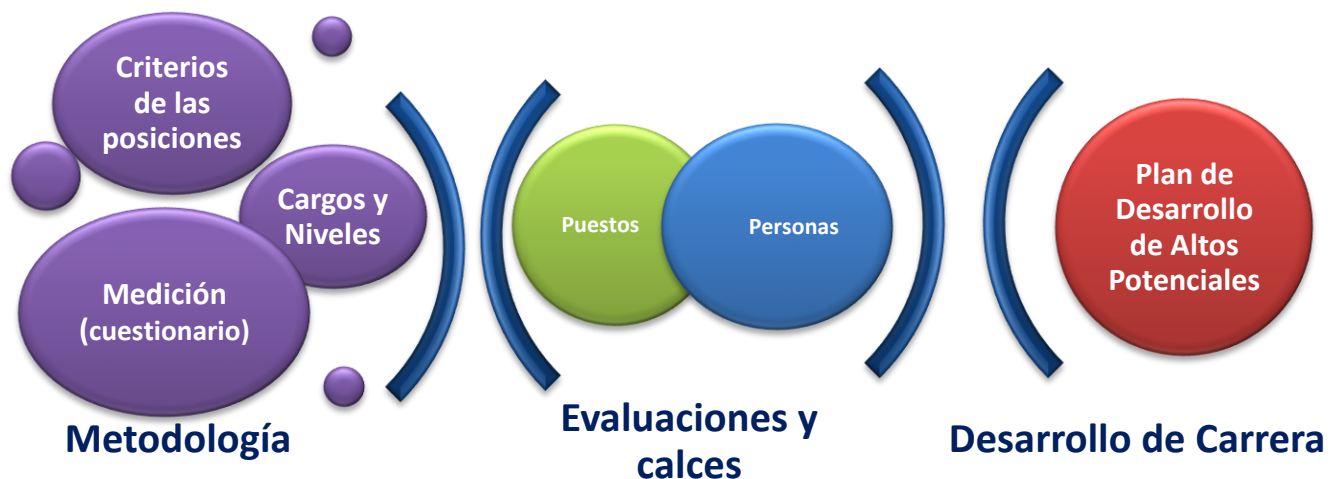 Criterios
de las
posiciones
Cargos y
Niveles
Medición
(cuestionario)
Metodología
Puestos
Personas
Evaluaciones y
calces
Plan de
Desarrollo
de Altos
Potenciales
Desarrollo de Carrera